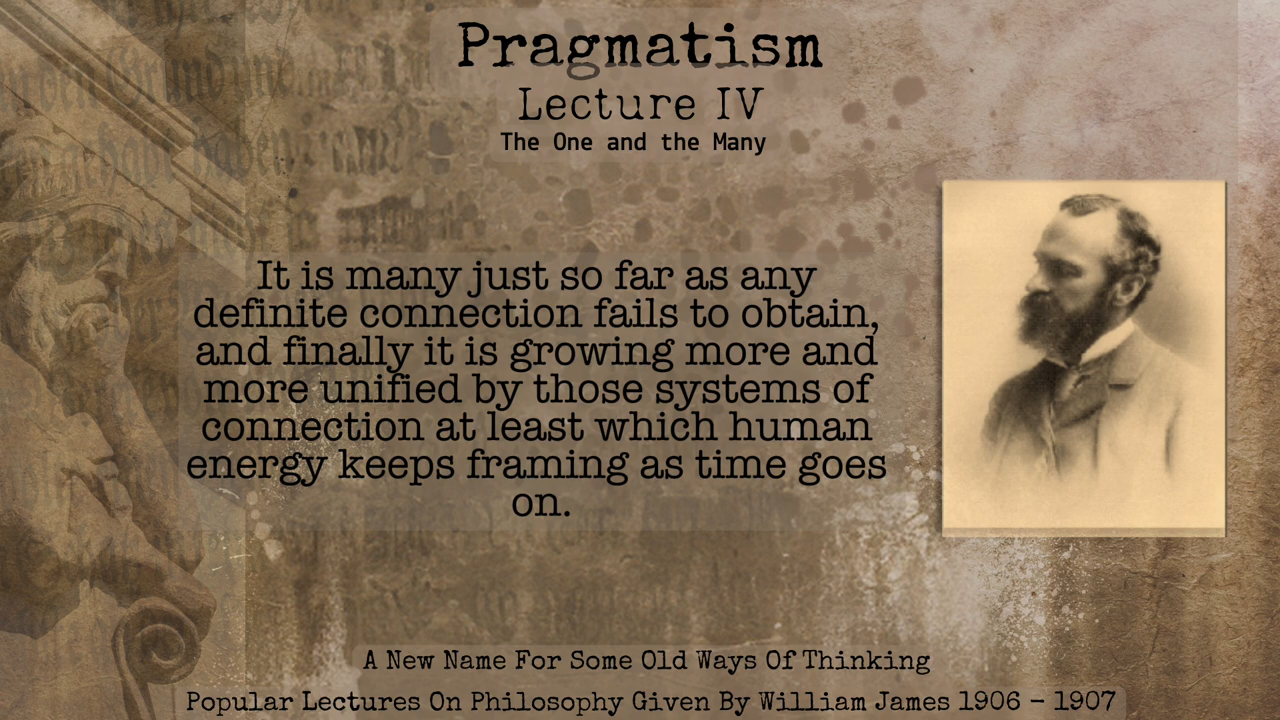 Pragmatism
Lecture IV
The One and the Many
It is many just so far as any
definite connection fails to obtain,
and finally it is growing more and
more unified by those systems of
connection at least which human
energy keeps framing as time goes
on.
A New Name For Some Old Ways Of Thinking
Popular Lectures On Philosophy Given By William James 1906 - 1907